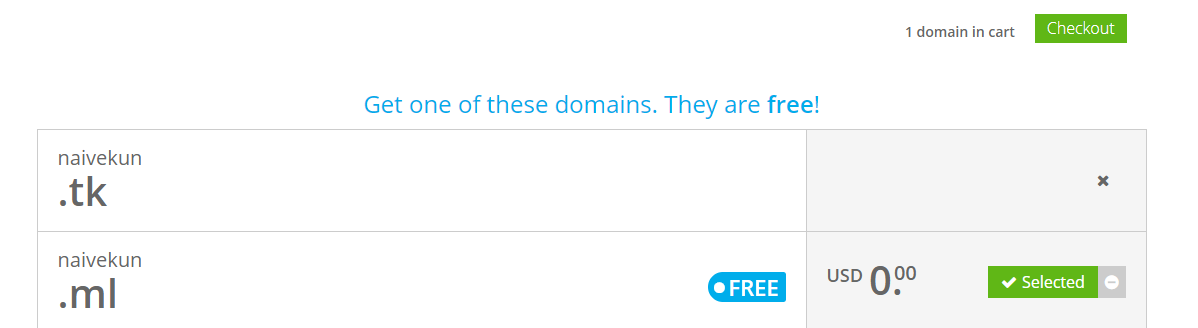 1 domain in cart Checkout
Get one of these domains. They are free!
naivekun
.tk
naivekun
.ml
FREE
USD 0.00
Selected